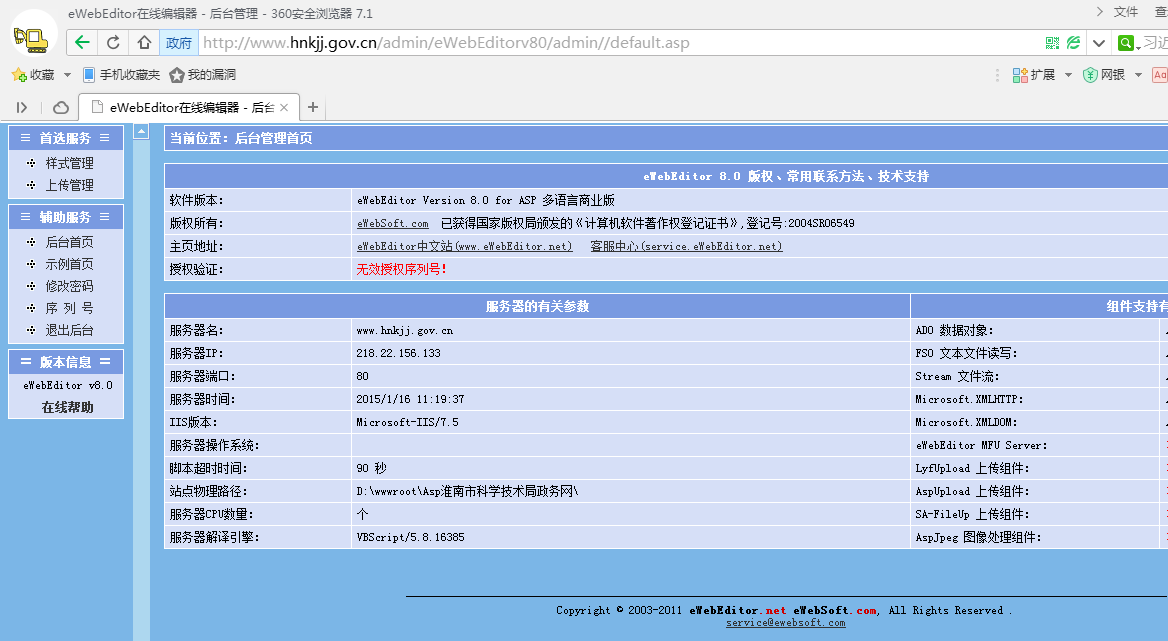 eWebEditor在线编辑器 - 后台管理 - 360安全浏览器 7.1
文件 查
政府 http://www.hnkjj.gov.cn/admin/eWebEditorv80/admin//default.asp 习近
收藏 手机收藏夹 我的漏洞 扩展 网银 Aa
eWebEditor在线编辑器 - 后台
首选服务
样式管理
上传管理
辅助服务
后台首页
示例首页
修改密码
序 列 号
退出后台
版本信息
eWebEditor v8.0
在线帮助
当前位置：后台管理首页
eWebEditor 8.0 版权、常用联系方法、技术支持
软件版本： eWebEditor Version 8.0 for ASP 多语言商业版
版权所有： eWebSoft.com 已获得国家版权局颁发的《计算机软件著作权登记证书》,登记号:2004SR06549
主页地址： eWebEditor中文站(www.eWebEditor.net) 客服中心(service.eWebEditor.net)
授权验证： 无效授权序列号!
服务器的有关参数 组件支持有
服务器名： www.hnkjj.gov.cn ADO 数据对象：
服务器IP： 218.22.156.133 FSO 文本文件读写：
服务器端口： 80 Stream 文件流：
服务器时间： 2015/1/16 11:19:37 Microsoft.XMLHTTP：
IIS版本： Microsoft-IIS/7.5 Microsoft.XMLDOM：
服务器操作系统： eWebEditor MFU Server：
脚本超时时间： 90 秒 LyfUpload 上传组件：
站点物理路径： D:\wwwroot\Asp淮南市科学技术局政务网\ AspUpload 上传组件：
服务器CPU数量： 个 SA-FileUp 上传组件：
服务器解译引擎： VBScript/5.8.16385 AspJpeg 图像处理组件：
Copyright © 2003-2011 eWebEditor.net eWebSoft.com, All Rights Reserved .
service@ewebsoft.com